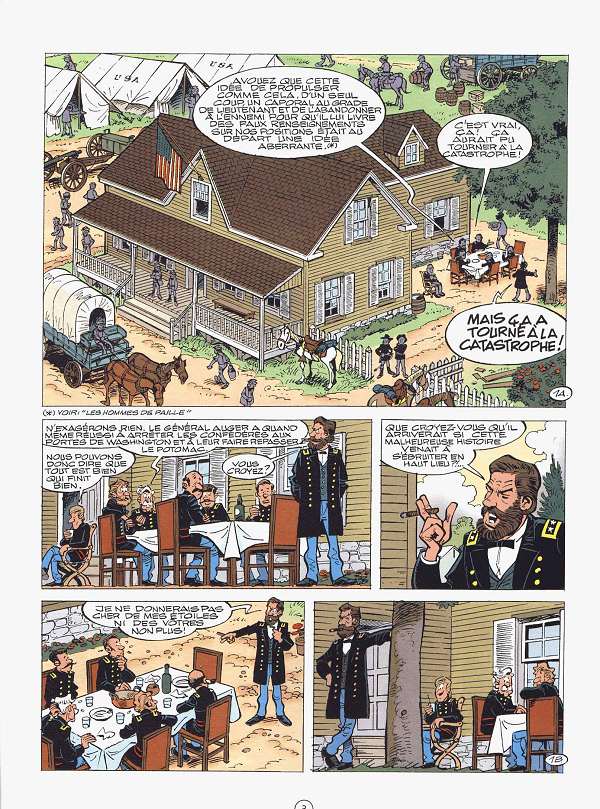 USA
USA
AVOUEZ QUE CETTE
IDÉE DE PROPULSER
COMME CELA, D'UN SEUL
COUP UN CAPORAL AU GRADE
DE LIEUTENANT ET DE L'ABANDONNER
À L'ENNEMI POUR QU'IL LUI LIVRE
DES FAUX RENSEIGNEMENTS
SUR NOS POSITIONS ÉTAIT AU
DÉPART UNE IDÉE
ABERRANTE.(*)
C'EST VRAI,
ÇA! ÇA
AURAIT PU
TOURNER À LA
CATASTROPHE!
MAIS ÇA A
TOURNÉ À LA
CATASTROPHE!
1A
(*) VOIR: "LES HOMMES DE PAILLE"
N'EXAGÉRONS RIEN. LE GÉNÉRAL AUGER A QUAND
MÊME RÉUSSI À ARRÊTER LES CONFÉDÉRÉS AUX
PORTES DE WASHINGTON ET À LEUR FAIRE REPASSER
LE POTOMAC.
NOUS POUVONS
DONC DIRE QUE
TOUT EST BIEN
QUI FINIT
BIEN.
VOUS
CROYEZ?
QUE CROYEZ-VOUS QU'IL
ARRIVERAIT SI CETTE
MALHEUREUSE HISTOIRE
VENAIT À
S'ÉBRUITER EN
HAUT LIEU?!..
JE NE DONNERAIS PAS
CHER DE MES ÉTOILES
NI DES VÔTRES
NON PLUS!
1B
3